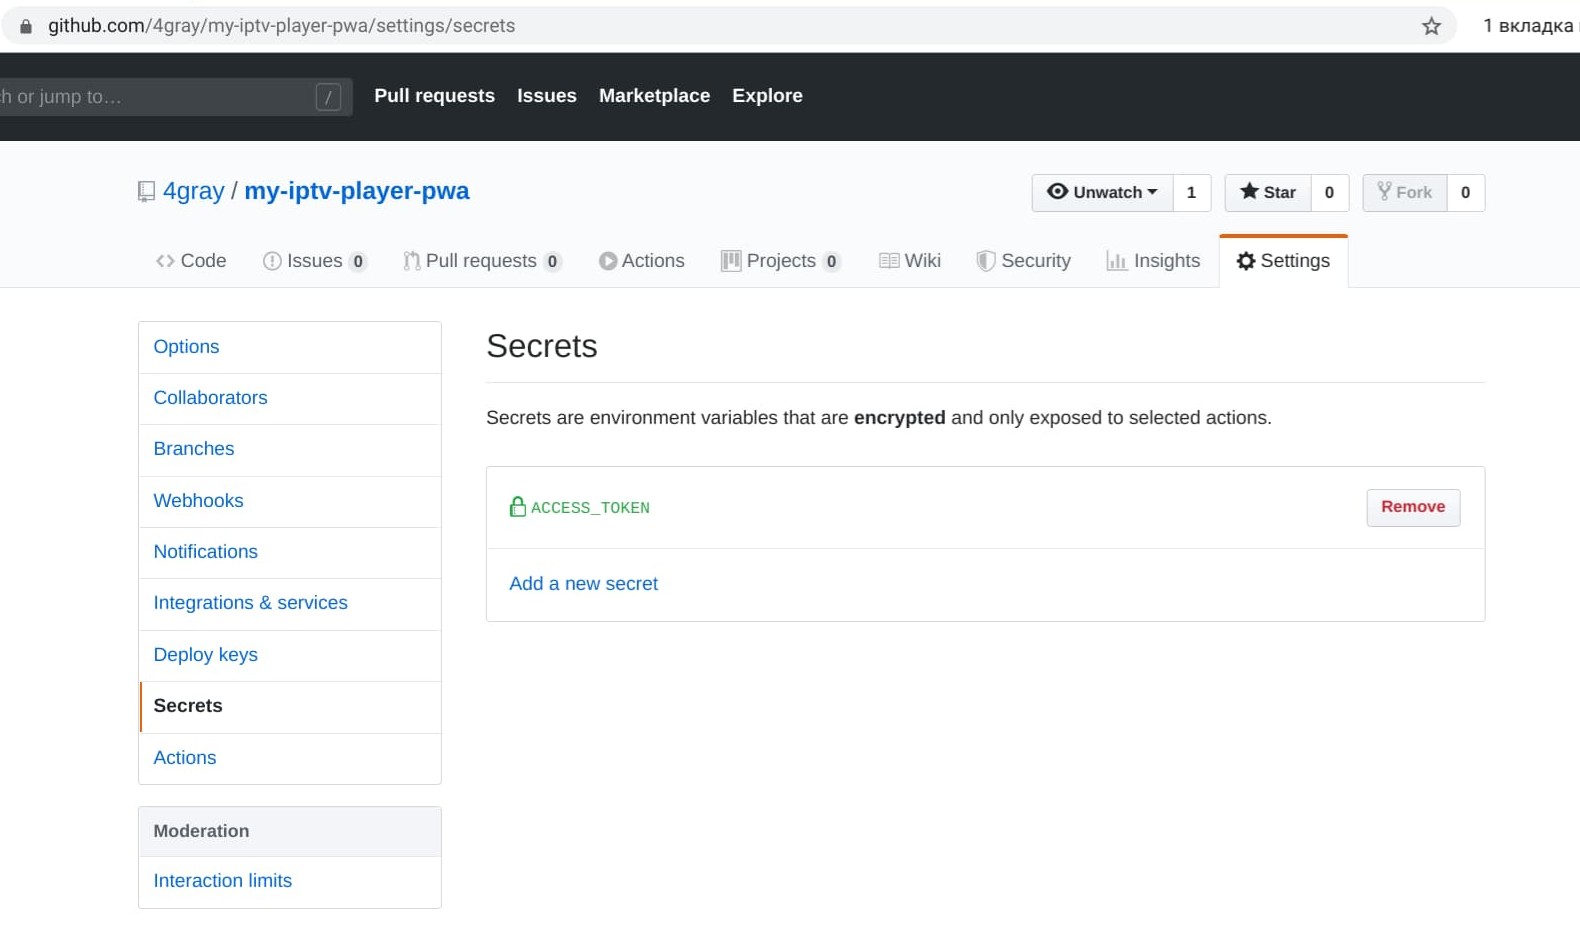 github.com/4gray/my-iptv-player-pwa/settings/secrets 1 вкладка
or jump to… / Pull requests Issues Marketplace Explore
4gray / my-iptv-player-pwa Unwatch 1 Star 0 Fork 0
Code Issues 0 Pull requests 0 Actions Projects 0 Wiki Security Insights Settings
Options
Collaborators
Branches
Webhooks
Notifications
Integrations & services
Deploy keys
Secrets
Actions
Moderation
Interaction limits
Secrets
Secrets are environment variables that are encrypted and only exposed to selected actions.
ACCESS_TOKEN Remove
Add a new secret